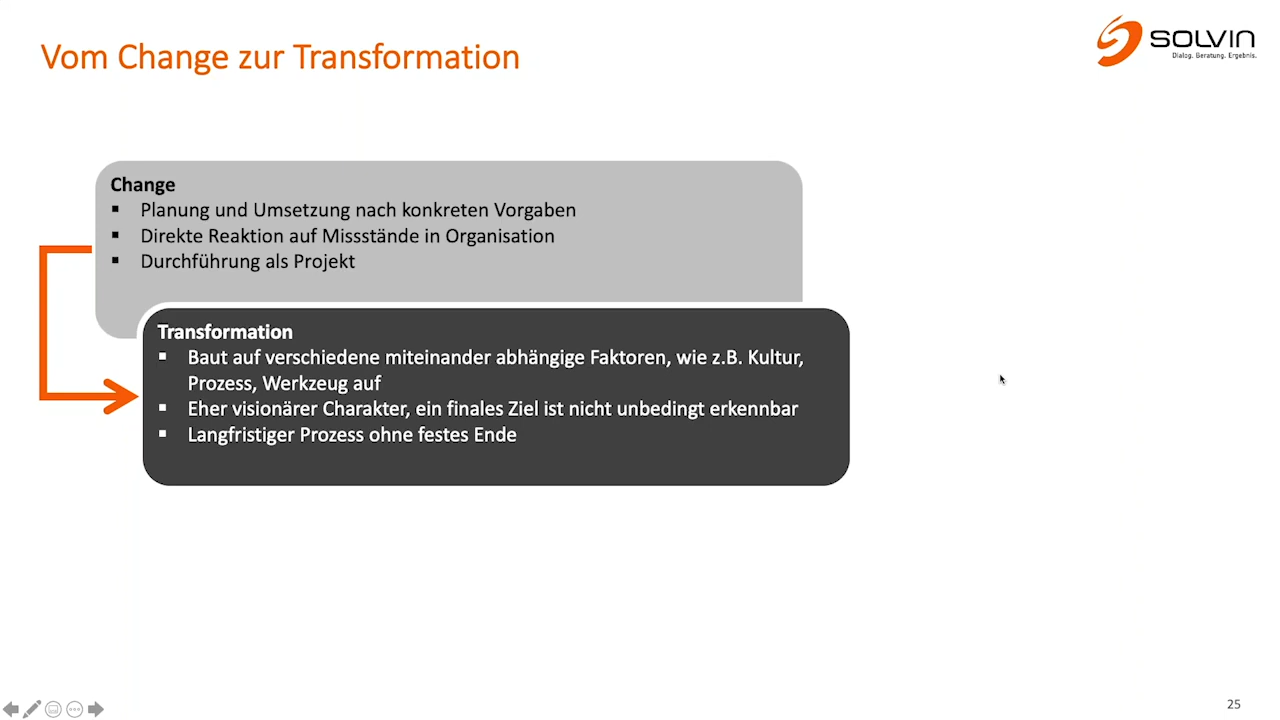 Vom Change zur Transformation
SOLVIN
Dialog. Beratung. Ergebnis.
Change
▪ Planung und Umsetzung nach konkreten Vorgaben
▪ Direkte Reaktion auf Missstände in Organisation
▪ Durchführung als Projekt
Transformation
▪ Baut auf verschiedene miteinander abhängige Faktoren, wie z.B. Kultur,
Prozess, Werkzeug auf
▪ Eher visionärer Charakter, ein finales Ziel ist nicht unbedingt erkennbar
▪ Langfristiger Prozess ohne festes Ende
25